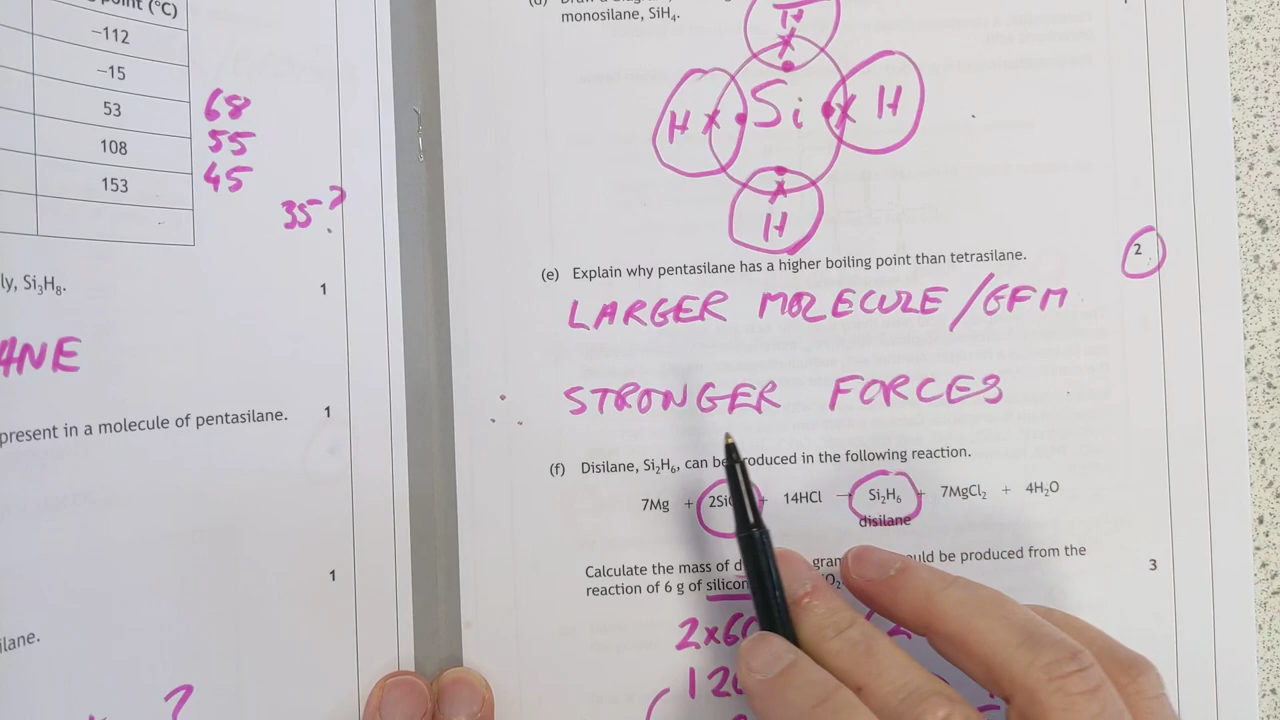 point (°C)
-112
-15
53 68
108 55
153 45
35?
ly, Si₃H₈. 1
ANE
present in a molecule of pentasilane. 1
1
ilane.
?
monosilane, SiH₄.
H
H Si H
H
(e) Explain why pentasilane has a higher boiling point than tetrasilane. 2
LARGER MOLECULE/GFM
STRONGER FORCES
(f) Disilane, Si₂H₆, can be produced in the following reaction.
7Mg + + 14HCl → Si₂H₆ + 7MgCl₂ + 4H₂O
disilane
Calculate the mass of be produced from the 3
reaction of 6 g of silicon